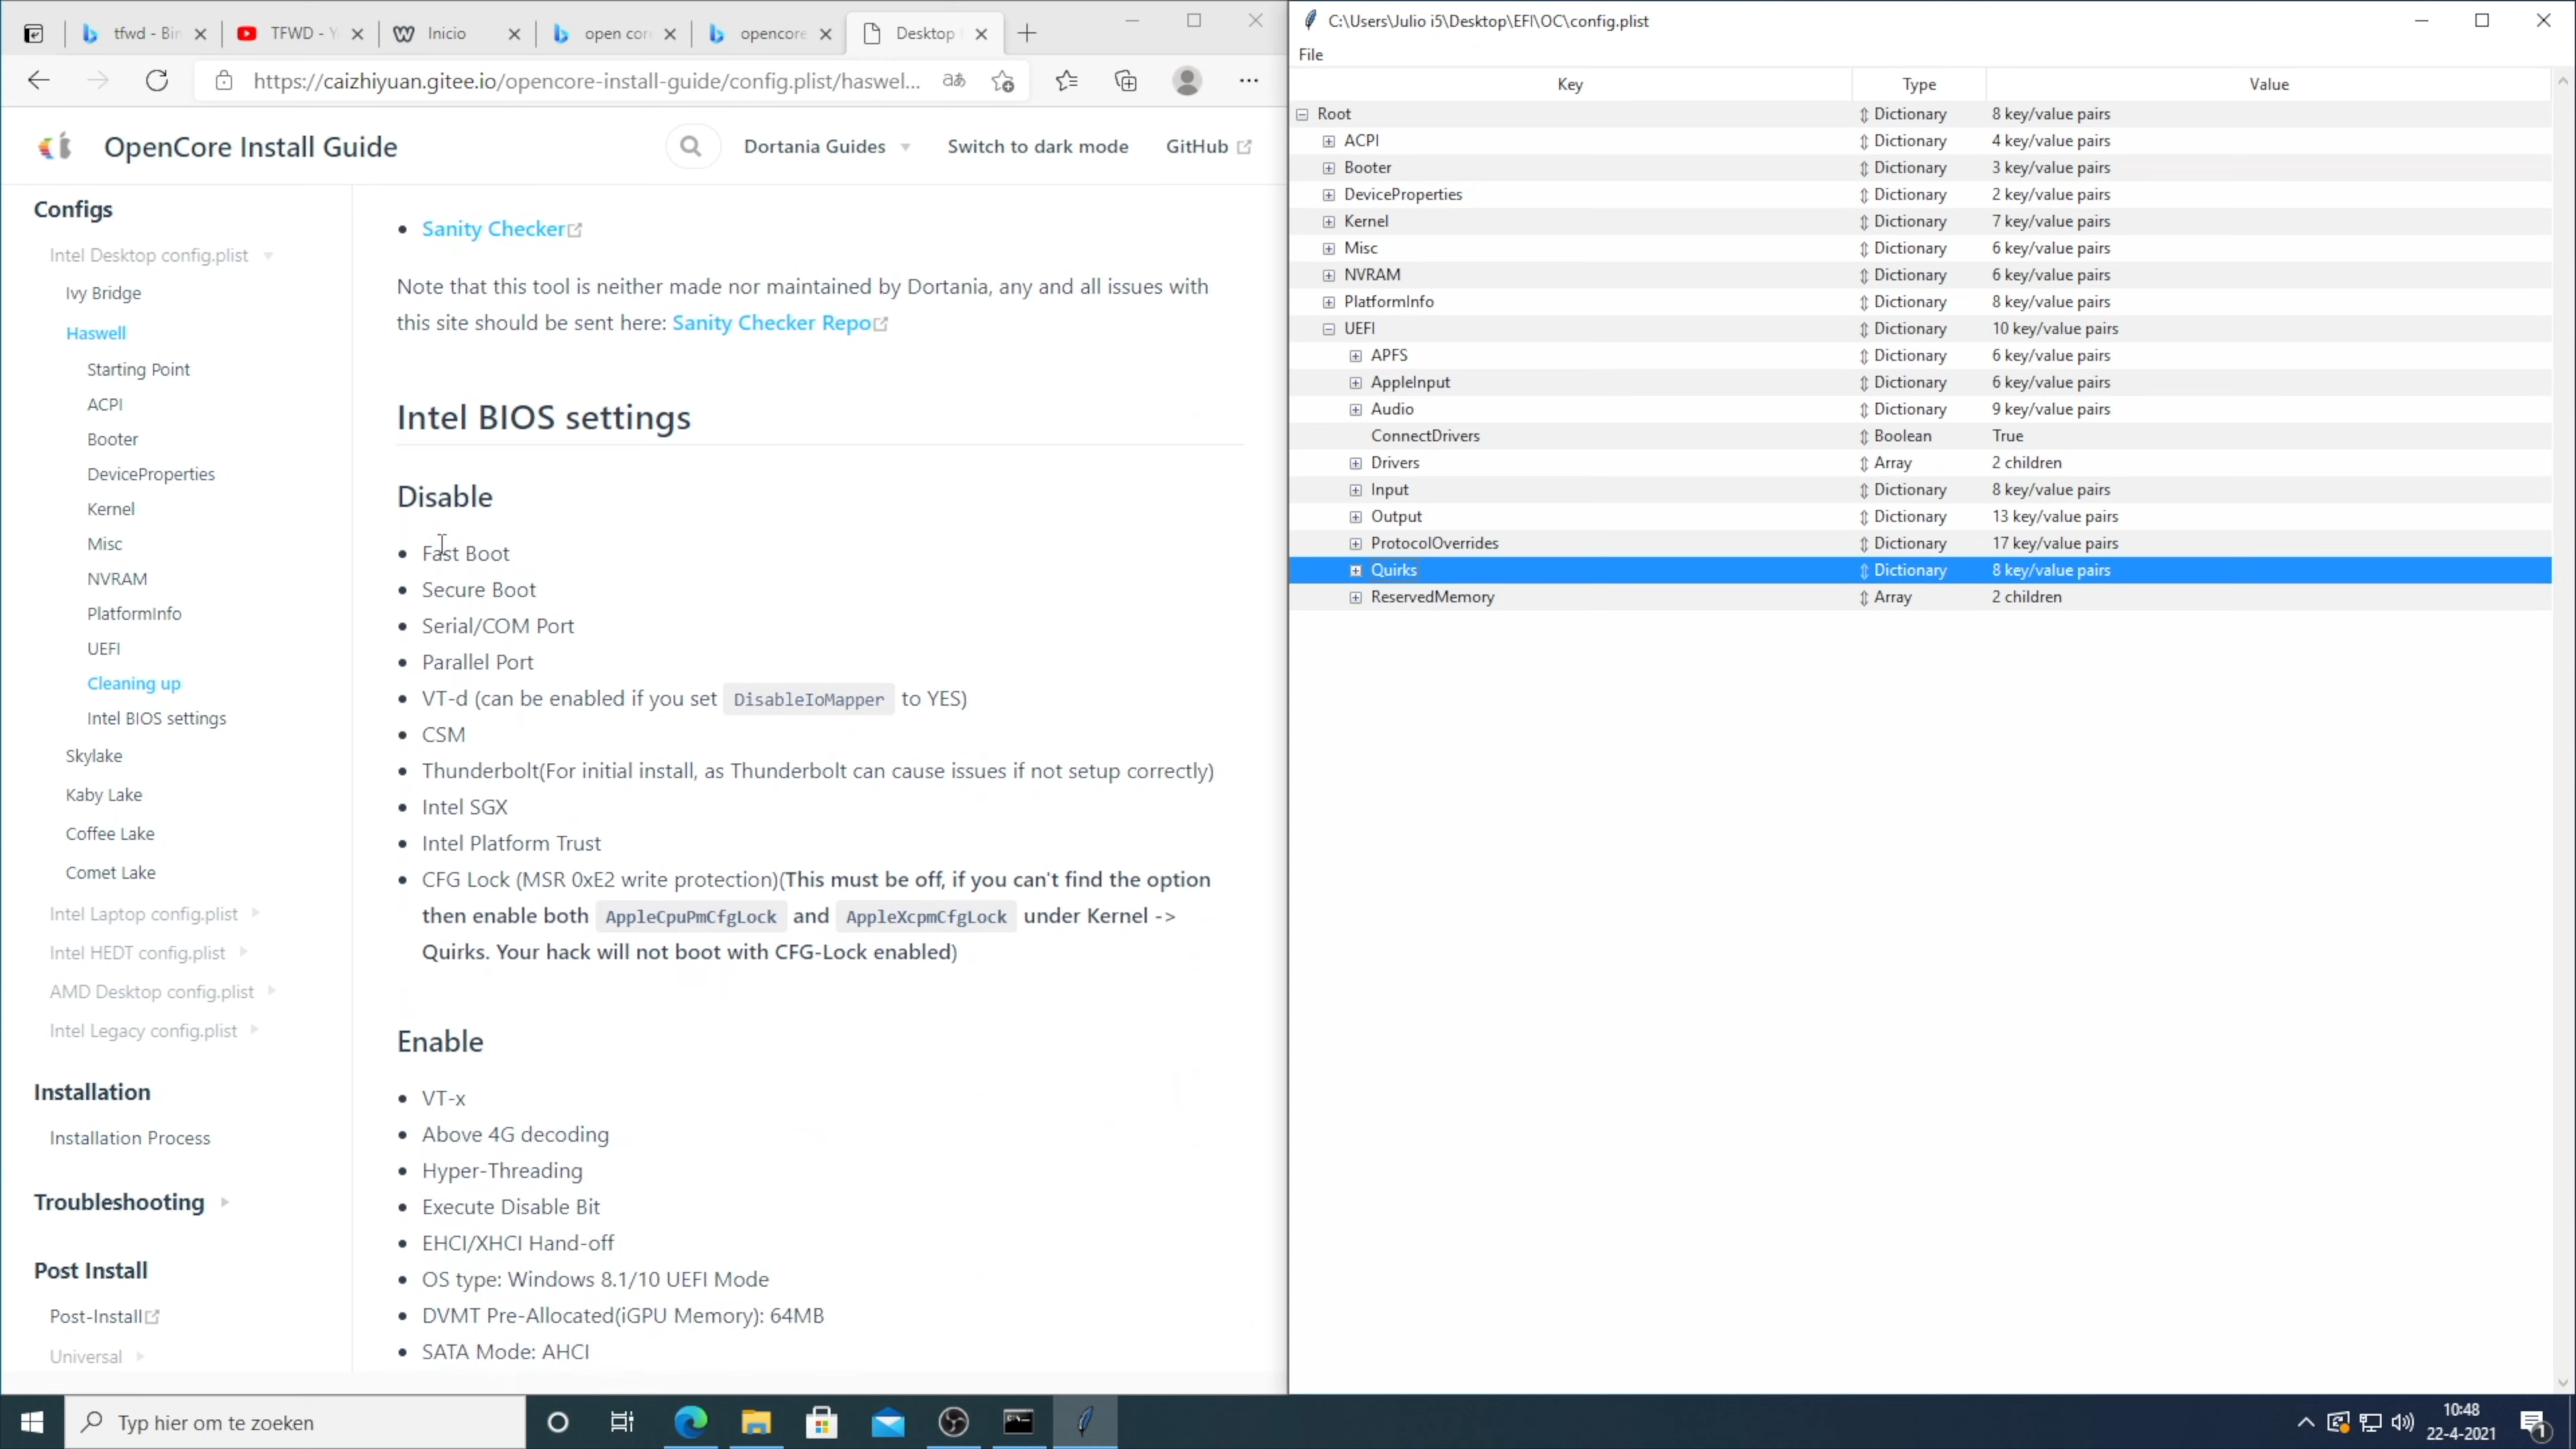 tfwd - Bin
TFWD - Y
Inicio
open cor
opencore
Desktop
https://caizhiyuan.gitee.io/opencore-install-guide/config.plist/haswel...
OpenCore Install Guide
Dortania Guides
Switch to dark mode
GitHub
Configs
Intel Desktop config.plist
Ivy Bridge
Haswell
Starting Point
ACPI
Booter
DeviceProperties
Kernel
Misc
NVRAM
PlatformInfo
UEFI
Cleaning up
Intel BIOS settings
Skylake
Kaby Lake
Coffee Lake
Comet Lake
Intel Laptop config.plist
Intel HEDT config.plist
AMD Desktop config.plist
Intel Legacy config.plist
Installation
Installation Process
Troubleshooting
Post Install
Post-Install
Universal
Sanity Checker
Note that this tool is neither made nor maintained by Dortania, any and all issues with
this site should be sent here: Sanity Checker Repo
Intel BIOS settings
Disable
Fast Boot
Secure Boot
Serial/COM Port
Parallel Port
VT-d (can be enabled if you set DisableIoMapper to YES)
CSM
Thunderbolt(For initial install, as Thunderbolt can cause issues if not setup correctly)
Intel SGX
Intel Platform Trust
CFG Lock (MSR 0xE2 write protection)(This must be off, if you can't find the option
then enable both AppleCpuPmCfgLock and AppleXcpmCfgLock under Kernel ->
Quirks. Your hack will not boot with CFG-Lock enabled)
Enable
VT-x
Above 4G decoding
Hyper-Threading
Execute Disable Bit
EHCI/XHCI Hand-off
OS type: Windows 8.1/10 UEFI Mode
DVMT Pre-Allocated(iGPU Memory): 64MB
SATA Mode: AHCI
C:\Users\Julio i5\Desktop\EFI\OC\config.plist
File
Key Type Value
Root Dictionary 8 key/value pairs
ACPI Dictionary 4 key/value pairs
Booter Dictionary 3 key/value pairs
DeviceProperties Dictionary 2 key/value pairs
Kernel Dictionary 7 key/value pairs
Misc Dictionary 6 key/value pairs
NVRAM Dictionary 6 key/value pairs
PlatformInfo Dictionary 8 key/value pairs
UEFI Dictionary 10 key/value pairs
APFS Dictionary 6 key/value pairs
AppleInput Dictionary 6 key/value pairs
Audio Dictionary 9 key/value pairs
ConnectDrivers Boolean True
Drivers Array 2 children
Input Dictionary 8 key/value pairs
Output Dictionary 13 key/value pairs
ProtocolOverrides Dictionary 17 key/value pairs
Quirks Dictionary 8 key/value pairs
ReservedMemory Array 2 children
Typ hier om te zoeken
10:48
22-4-2021
1